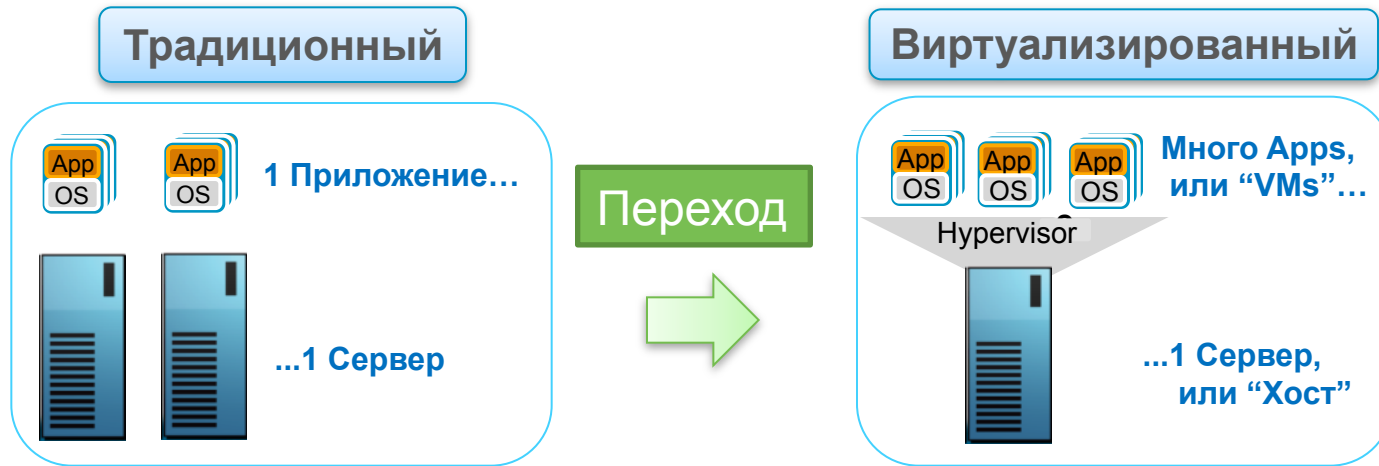 Традиционный
Виртуализированный
App
OS
App
OS
1 Приложение...
...1 Сервер
Переход
App
OS
App
OS
App
OS
Много Apps,
или “VMs”...
Hypervisor
...1 Сервер,
или “Хост”